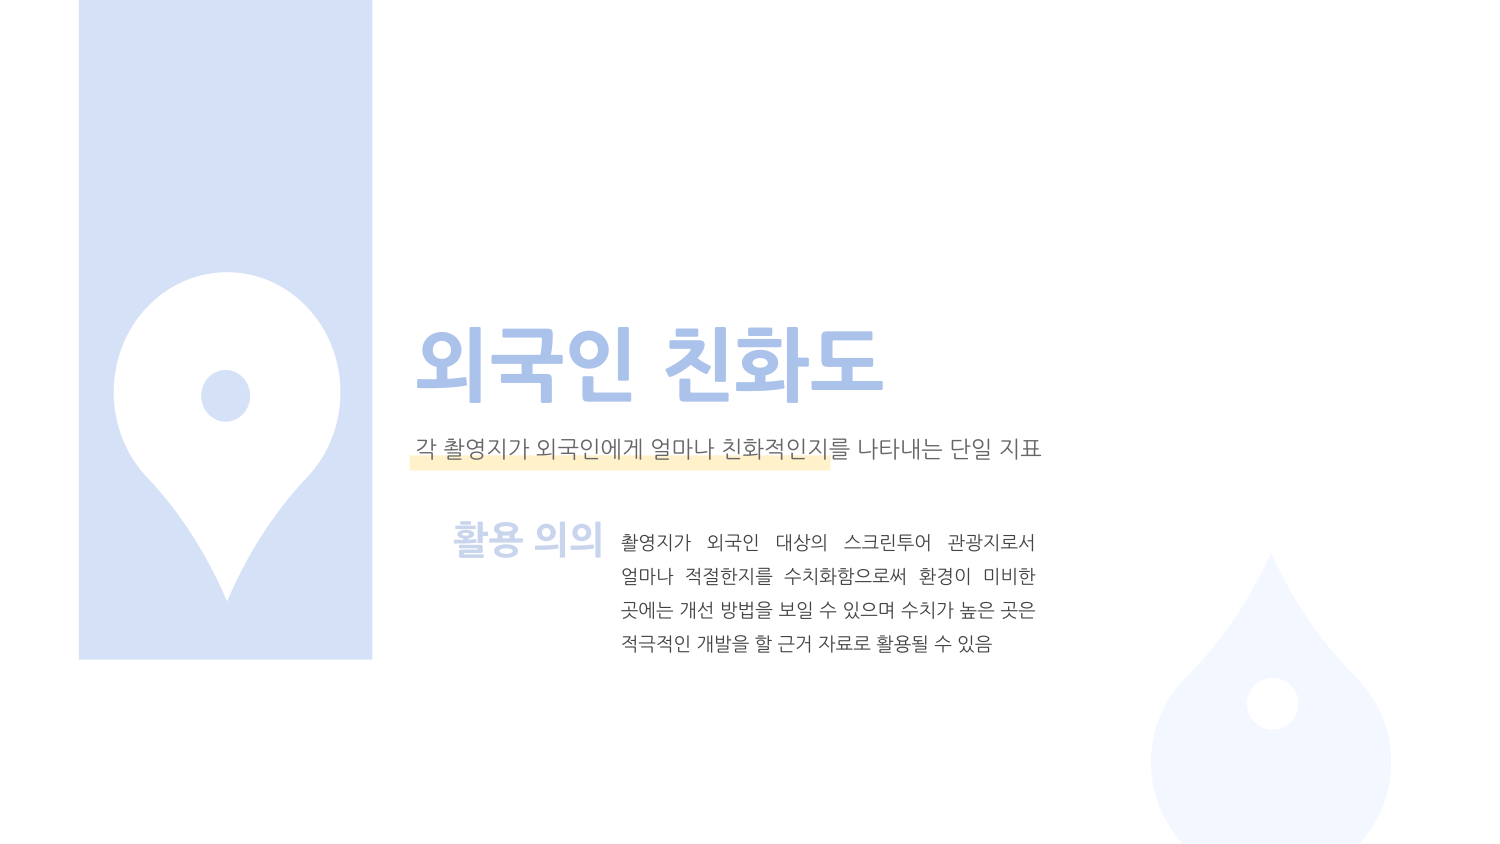 외국인 친화도
각 촬영지가 외국인에게 얼마나 친화적인지를 나타내는 단일 지표
활용 의의
촬영지가 외국인 대상의 스크린투어 관광지로서
얼마나 적절한지를 수치화함으로써 환경이 미비한
곳에는 개선 방법을 보일 수 있으며 수치가 높은 곳은
적극적인 개발을 할 근거 자료로 활용될 수 있음